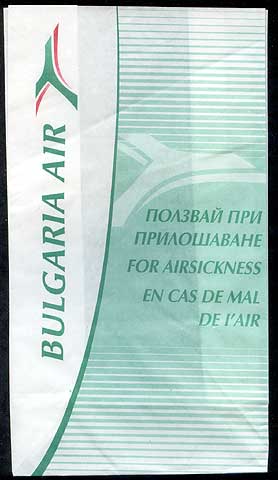 BULGARIA AIR
ПОЛЗВАЙ ПРИ
ПРИЛОШАВАНЕ
FOR AIRSICKNESS
EN CAS DE MAL
DE l'AIR